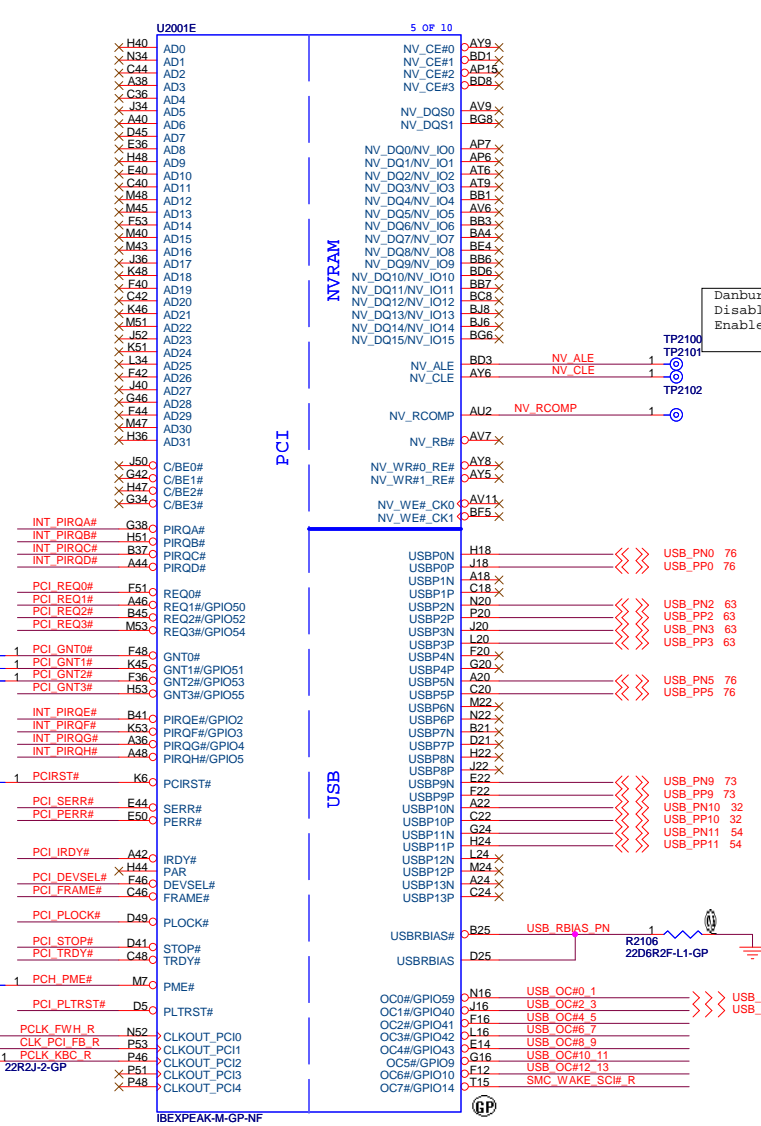 U2001E 5 OF 10
H40 AD0 NV_CE#0 AY9
N34 AD1 NV_CE#1 BD1
C44 AD2 NV_CE#2 AP15
A38 AD3 NV_CE#3 BD8
C36 AD4
J34 AD5 NV_DQS0 AV9
A40 AD6 NV_DQS1 BG8
D45 AD7
E36 AD8 NV_DQ0/NV_IO0 AP7
H48 AD9 NV_DQ1/NV_IO1 AP6
E40 AD10 NV_DQ2/NV_IO2 AT6
C40 AD11 NV_DQ3/NV_IO3 AT9
M48 AD12 NV_DQ4/NV_IO4 BB1
M45 AD13 NV_DQ5/NV_IO5 AV6
F53 AD14 NV_DQ6/NV_IO6 BB3
M40 AD15 NV_DQ7/NV_IO7 BA4
M43 AD16 NV_DQ8/NV_IO8 BE4
J36 AD17 NV_DQ9/NV_IO9 BB6
K48 AD18 NV_DQ10/NV_IO10 BD6
F40 AD19 NV_DQ11/NV_IO11 BB7
C42 AD20 NV_DQ12/NV_IO12 BC8
K46 AD21 NV_DQ13/NV_IO13 BJ8
M51 AD22 NV_DQ14/NV_IO14 BJ6
J52 AD23 NV_DQ15/NV_IO15 BG6
K51 AD24
L34 AD25 NV_ALE BD3 NV_ALE 1
F42 AD26 NV_CLE AY6 NV_CLE 1
J40 AD27
G46 AD28
F44 AD29 NV_RCOMP AU2 NV_RCOMP 1
M47 AD30
H36 AD31 NV_RB# AV7
NVRAM
Danbur
Disabl
Enable
TP2100
TP2101
TP2102
PCI
J50 C/BE0# NV_WR#0_RE# AY8
G42 C/BE1# NV_WR#1_RE# AY5
H47 C/BE2#
G34 C/BE3# NV_WE#_CK0 AV11
NV_WE#_CK1 BF5
INT_PIRQA# G38 PIRQA#
INT_PIRQB# H51 PIRQB#
INT_PIRQC# B37 PIRQC#
INT_PIRQD# A44 PIRQD#
PCI_REQ0# F51 REQ0#
PCI_REQ1# A46 REQ1#/GPIO50
PCI_REQ2# B45 REQ2#/GPIO52
PCI_REQ3# M53 REQ3#/GPIO54
1 PCI_GNT0# F48 GNT0#
1 PCI_GNT1# K45 GNT1#/GPIO51
1 PCI_GNT2# F36 GNT2#/GPIO53
PCI_GNT3# H53 GNT3#/GPIO55
INT_PIRQE# B41 PIRQE#/GPIO2
INT_PIRQF# K53 PIRQF#/GPIO3
INT_PIRQG# A36 PIRQG#/GPIO4
INT_PIRQH# A48 PIRQH#/GPIO5
1 PCIRST# K6 PCIRST#
PCI_SERR# E44 SERR#
PCI_PERR# E50 PERR#
PCI_IRDY# A42 IRDY#
H44 PAR
PCI_DEVSEL# F46 DEVSEL#
PCI_FRAME# C46 FRAME#
PCI_PLOCK# D49 PLOCK#
PCI_STOP# D41 STOP#
PCI_TRDY# C48 TRDY#
1 PCH_PME# M7 PME#
PCI_PLTRST# D5 PLTRST#
PCLK_FWH_R N52 CLKOUT_PCI0
CLK_PCI_FB_R P53 CLKOUT_PCI1
1 PCLK_KBC_R P46 CLKOUT_PCI2
22R2J-2-GP P51 CLKOUT_PCI3
P48 CLKOUT_PCI4
USB
USBP0N H18 USB_PN0 76
USBP0P J18 USB_PP0 76
USBP1N A18
USBP1P C18
USBP2N N20 USB_PN2 63
USBP2P P20 USB_PP2 63
USBP3N J20 USB_PN3 63
USBP3P L20 USB_PP3 63
USBP4N F20
USBP4P G20
USBP5N A20 USB_PN5 76
USBP5P C20 USB_PP5 76
USBP6N M22
USBP6P N22
USBP7N B21
USBP7P D21
USBP8N H22
USBP8P J22
USBP9N E22 USB_PN9 73
USBP9P F22 USB_PP9 73
USBP10N A22 USB_PN10 32
USBP10P C22 USB_PP10 32
USBP11N G24 USB_PN11 54
USBP11P H24 USB_PP11 54
USBP12N L24
USBP12P M24
USBP13N A24
USBP13P C24
USBRBIAS# B25 USB_RBIAS_PN 1
R2106
22D6R2F-L1-GP
USBRBIAS D25
OC0#/GPIO59 N16 USB_OC#0_1 USB_
OC1#/GPIO40 J16 USB_OC#2_3 USB_
OC2#/GPIO41 F16 USB_OC#4_5
OC3#/GPIO42 L16 USB_OC#6_7
OC4#/GPIO43 E14 USB_OC#8_9
OC5#/GPIO9 G16 USB_OC#10_11
OC6#/GPIO10 F12 USB_OC#12_13
OC7#/GPIO14 T15 SMC_WAKE_SCI#_R
GP
IBEXPEAK-M-GP-NF